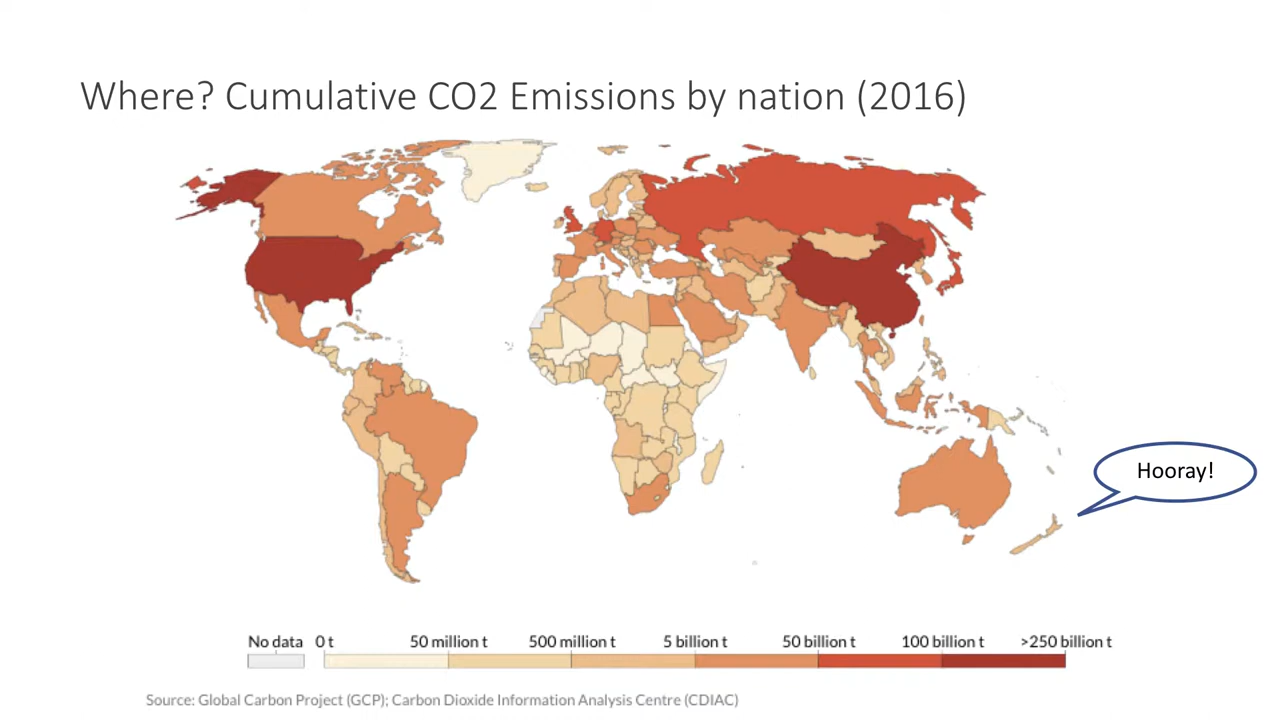 Where? Cumulative CO2 Emissions by nation (2016)
Hooray!
No data 0 t 50 million t 500 million t 5 billion t 50 billion t 100 billion t >250 billion t
Source: Global Carbon Project (GCP); Carbon Dioxide Information Analysis Centre (CDIAC)